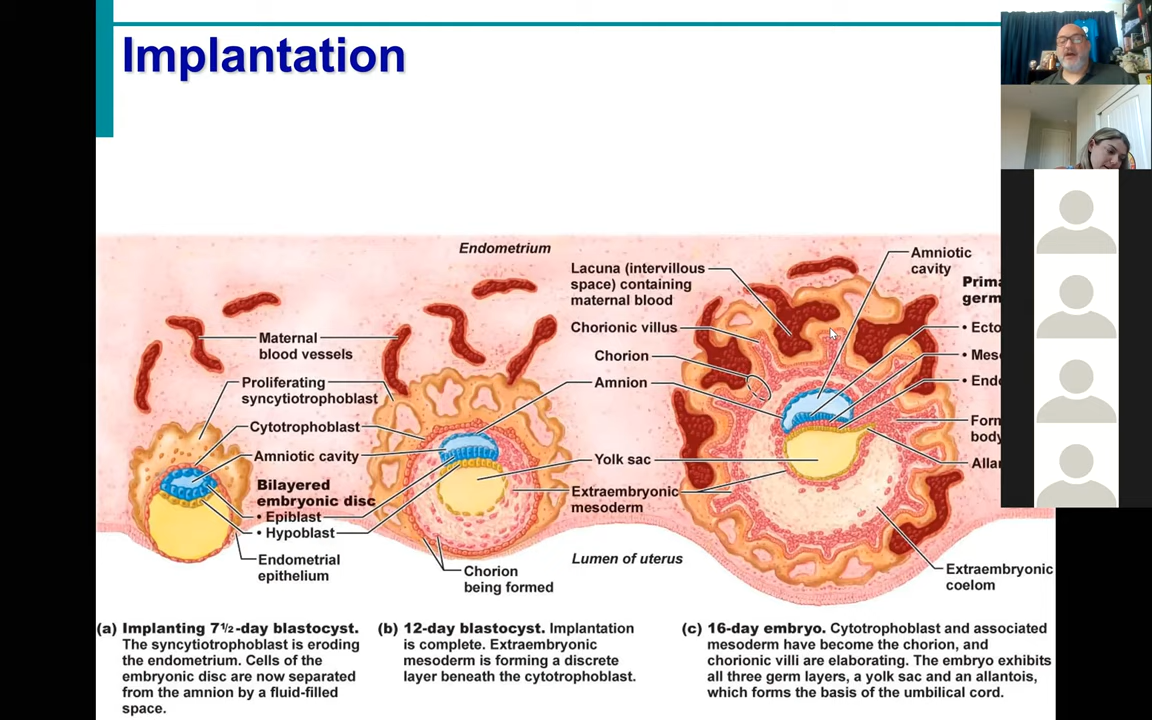 Implantation
Endometrium
Lacuna (intervillous
space) containing
maternal blood
Amniotic
cavity
Chorionic villus
Maternal
blood vessels
Chorion
Proliferating
syncytiotrophoblast
Amnion
Cytotrophoblast
Amniotic cavity
Yolk sac
Bilayered
embryonic disc
• Epiblast
• Hypoblast
Extraembryonic
mesoderm
Endometrial
epithelium
Lumen of uterus
Chorion
being formed
Extraembryonic
coelom
(a) Implanting 7 1/2-day blastocyst.
The syncytiotrophoblast is eroding
the endometrium. Cells of the
embryonic disc are now separated
from the amnion by a fluid-filled
space.
(b) 12-day blastocyst. Implantation
is complete. Extraembryonic
mesoderm is forming a discrete
layer beneath the cytotrophoblast.
(c) 16-day embryo. Cytotrophoblast and associated
mesoderm have become the chorion, and
chorionic villi are elaborating. The embryo exhibits
all three germ layers, a yolk sac and an allantois,
which forms the basis of the umbilical cord.